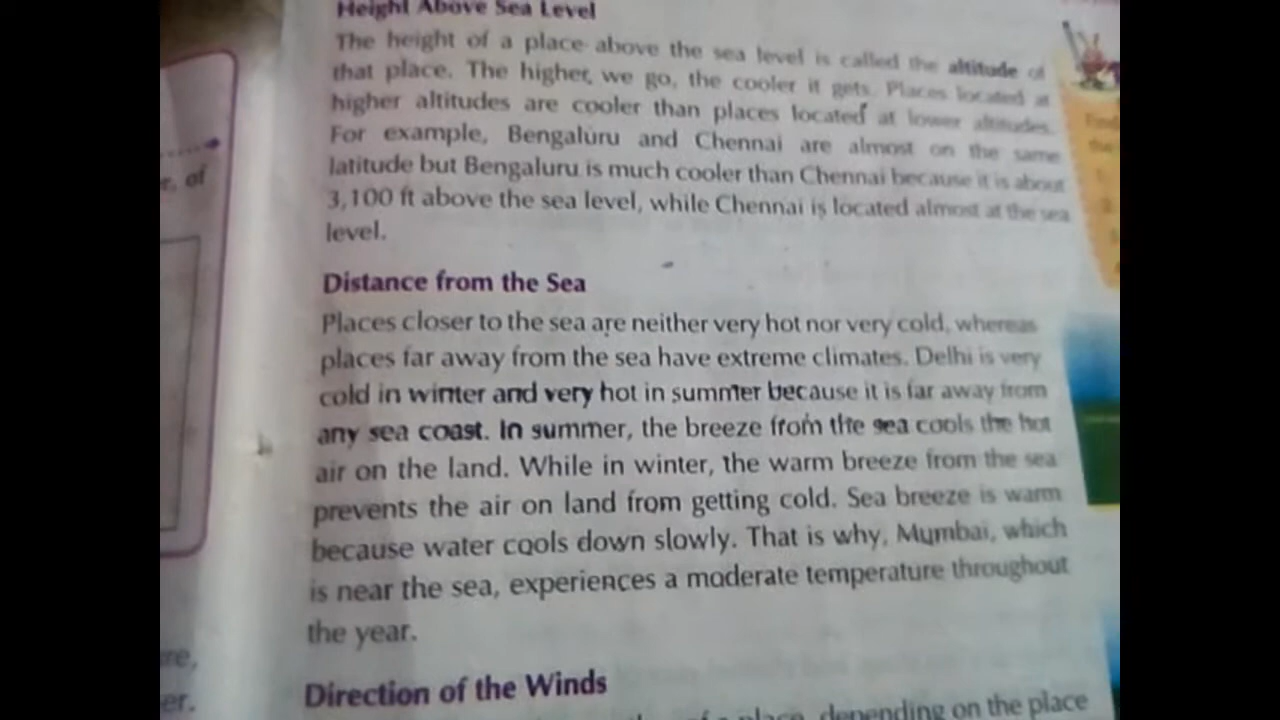 Height Above Sea Level
The height of a place above the sea level is called the altitude of
that place. The higher we go, the cooler it gets. Places located at
higher altitudes are cooler than places located at lower altitudes.
For example, Bengaluru and Chennai are almost on the same
latitude but Bengaluru is much cooler than Chennai because it is about
3,100 ft above the sea level, while Chennai is located almost at the sea
level.
Distance from the Sea
Places closer to the sea are neither very hot nor very cold, whereas
places far away from the sea have extreme climates. Delhi is very
cold in winter and very hot in summer because it is far away from
any sea coast. In summer, the breeze from the sea cools the hot
air on the land. While in winter, the warm breeze from the sea
prevents the air on land from getting cold. Sea breeze is warm
because water cools down slowly. That is why, Mumbai, which
is near the sea, experiences a moderate temperature throughout
the year.
Direction of the Winds
of a place, depending on the place